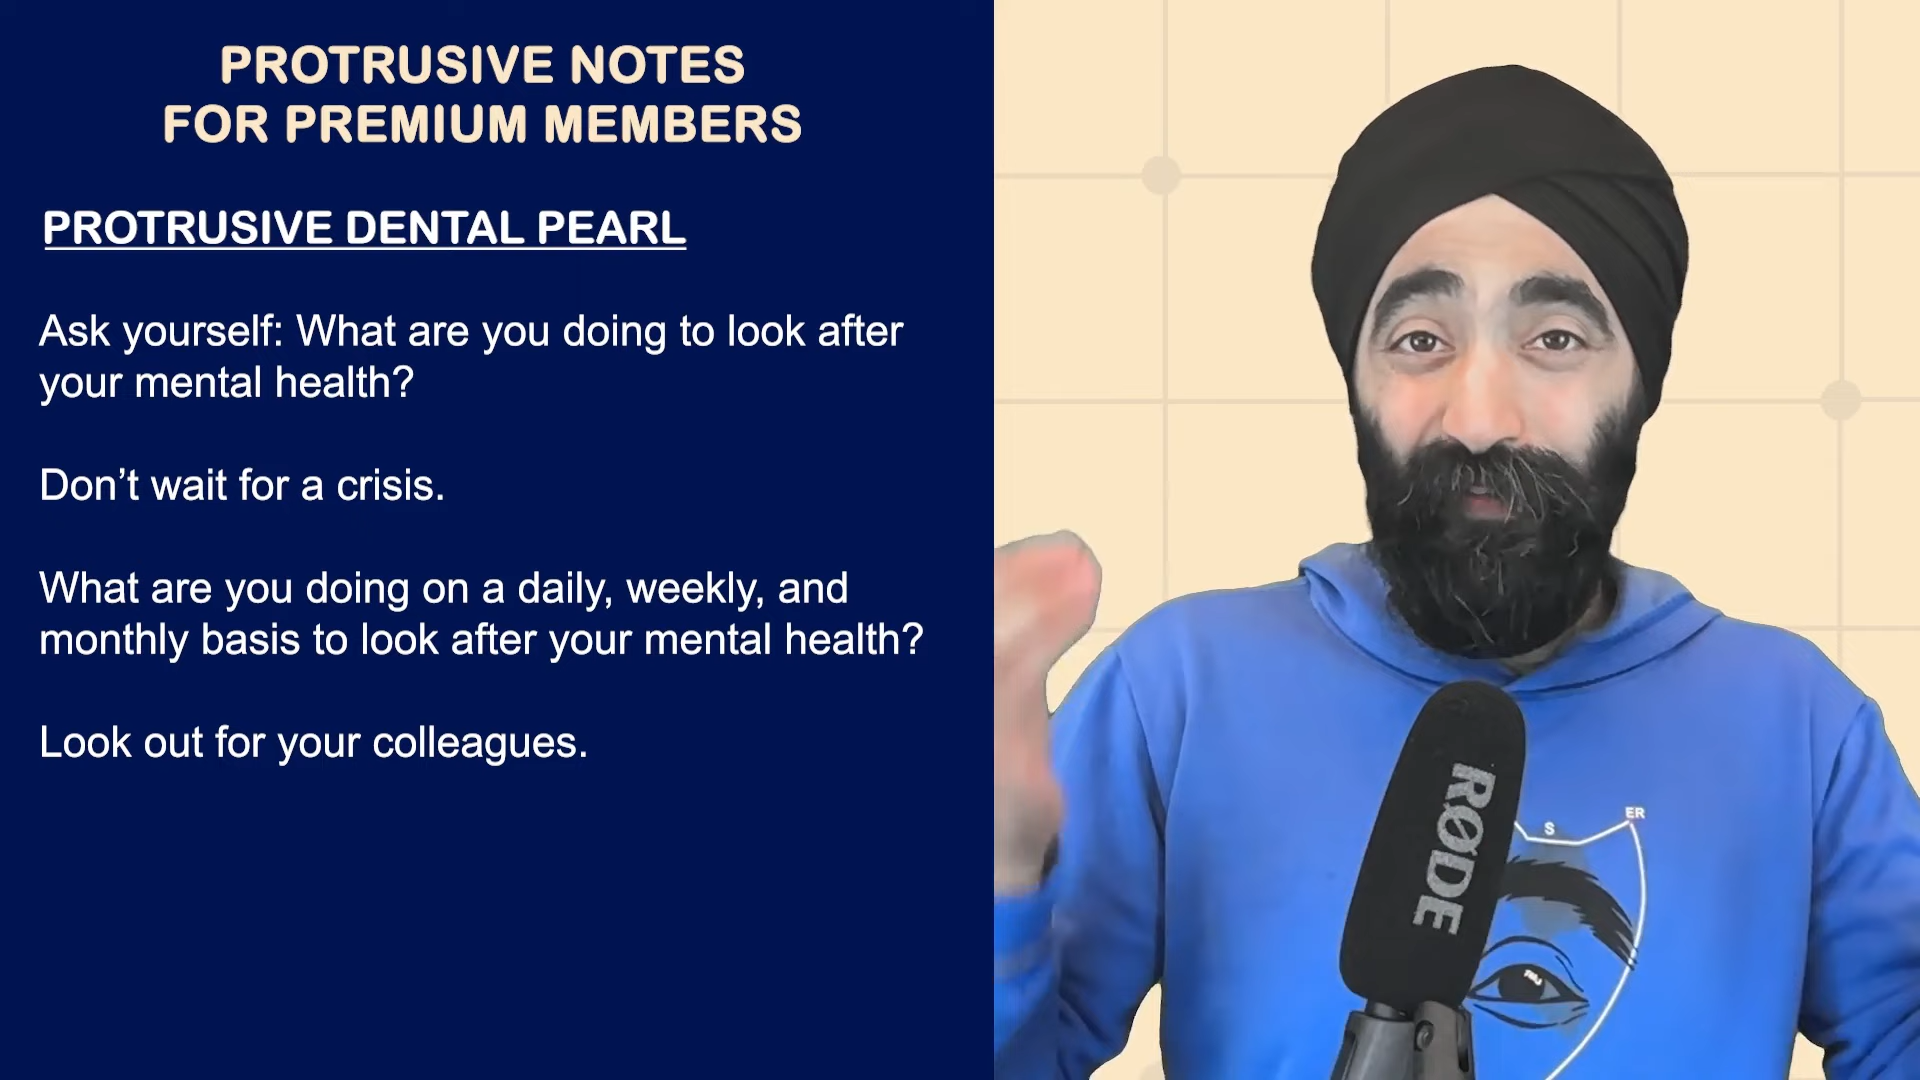 PROTRUSIVE NOTES
FOR PREMIUM MEMBERS
PROTRUSIVE DENTAL PEARL
Ask yourself: What are you doing to look after
your mental health?
Don’t wait for a crisis.
What are you doing on a daily, weekly, and
monthly basis to look after your mental health?
Look out for your colleagues.
RØDE
S
ER